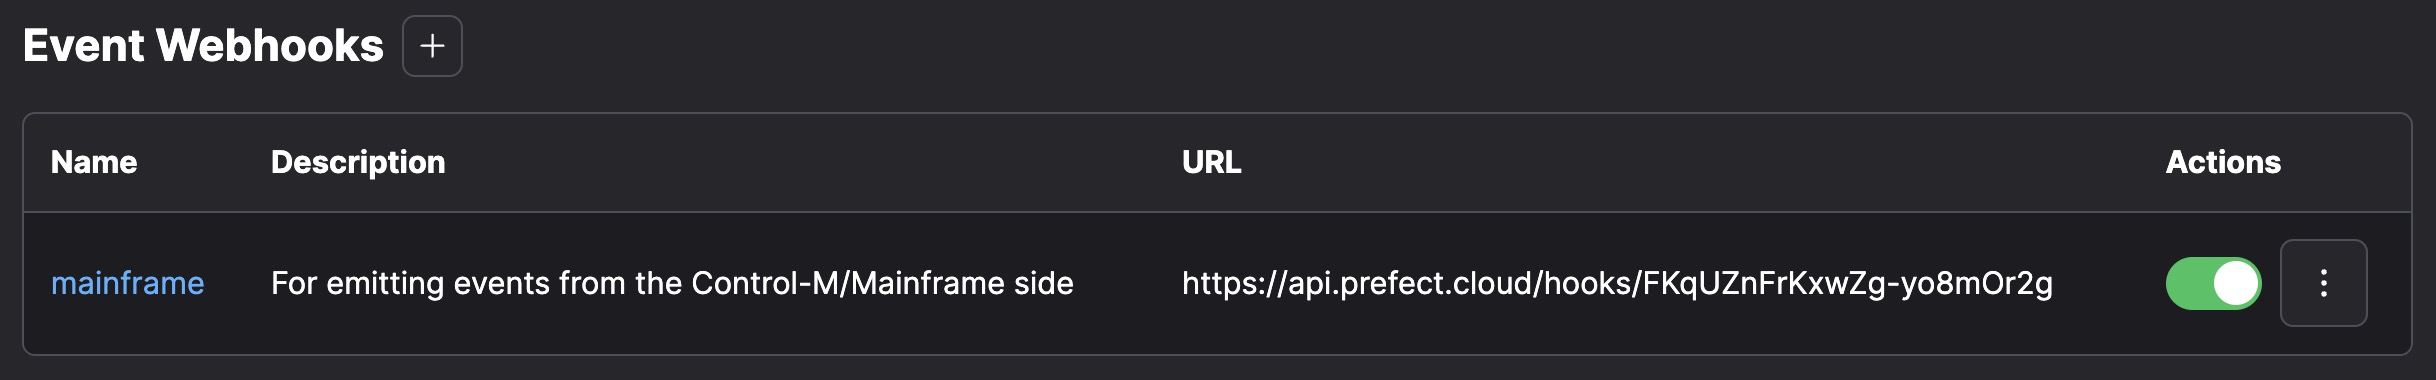 Event Webhooks
Name Description URL Actions
mainframe For emitting events from the Control-M/Mainframe side https://api.prefect.cloud/hooks/FKqUZnFrKxwZg-yo8mOr2g